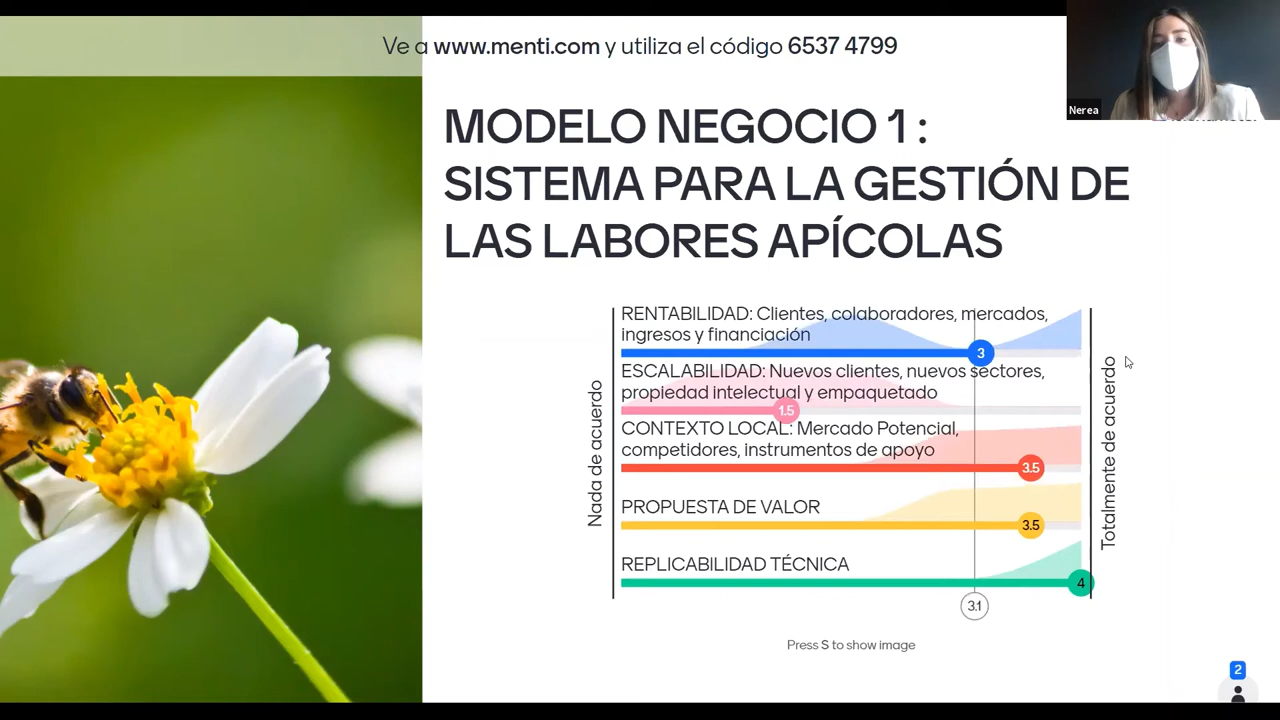 Ve a www.menti.com y utiliza el código 6537 4799
Nerea
MODELO NEGOCIO 1 :
SISTEMA PARA LA GESTIÓN DE
LAS LABORES APÍCOLAS
Nada de acuerdo
RENTABILIDAD: Clientes, colaboradores, mercados,
ingresos y financiación
3
ESCALABILIDAD: Nuevos clientes, nuevos sectores,
propiedad intelectual y empaquetado
1.5
CONTEXTO LOCAL: Mercado Potencial,
competidores, instrumentos de apoyo
3.5
PROPUESTA DE VALOR
3.5
REPLICABILIDAD TÉCNICA
4
3.1
Totalmente de acuerdo
Press S to show image
2